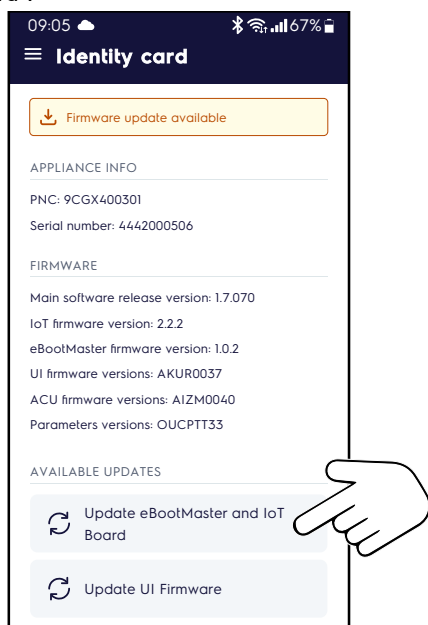 09:05 67%
Identity card
Firmware update available
APPLIANCE INFO
PNC: 9CGX400301
Serial number: 4442000506
FIRMWARE
Main software release version: 1.7.070
IoT firmware version: 2.2.2
eBootMaster firmware version: 1.0.2
UI firmware versions: AKUR0037
ACU firmware versions: AIZM0040
Parameters versions: OUCPTT33
AVAILABLE UPDATES
Update eBootMaster and IoT
Board
Update UI Firmware